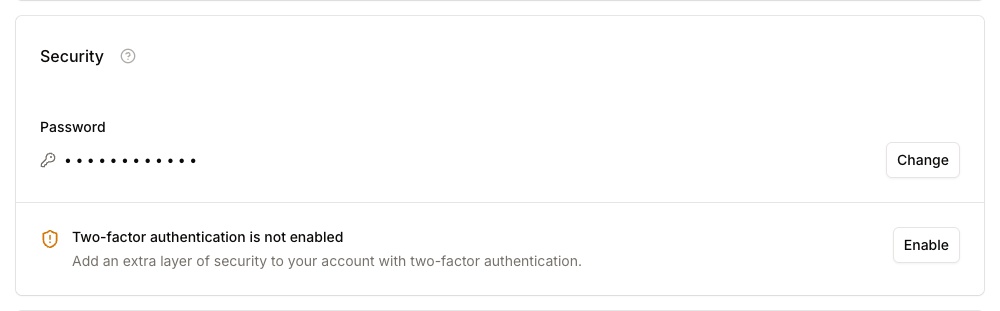 Security
Password
••••••••••••
Change
Two-factor authentication is not enabled
Add an extra layer of security to your account with two-factor authentication.
Enable